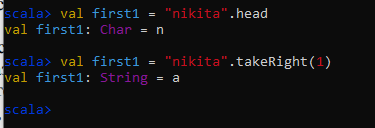 scala> val first1 = "nikita".head
val first1: Char = n
scala> val first1 = "nikita".takeRight(1)
val first1: String = a
scala>